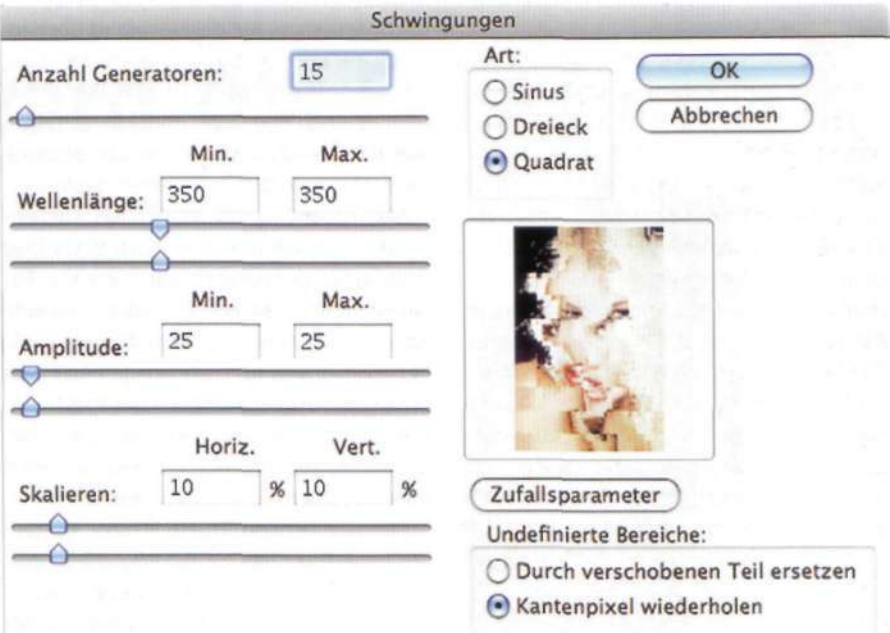 Schwingungen
Anzahl Generatoren: 15
Min. Max.
Wellenlänge: 350 350
Min. Max.
Amplitude: 25 25
Horiz. Vert.
Skalieren: 10 % 10 %
Art:
Sinus
Dreieck
Quadrat
OK
Abbrechen
Zufallsparameter
Undefinierte Bereiche:
Durch verschobenen Teil ersetzen
Kantenpixel wiederholen